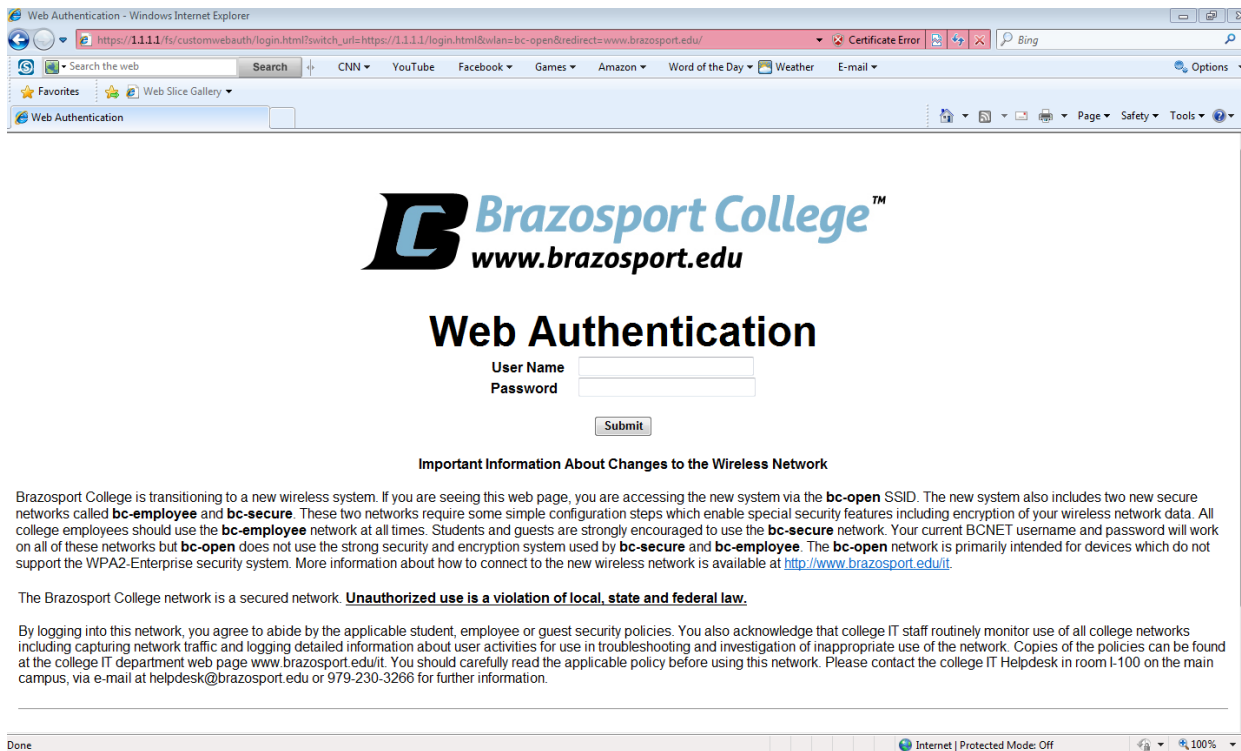 Web Authentication - Windows Internet Explorer
https://1.1.1.1/fs/customwebauth/login.html?switch_url=https://1.1.1.1/login.html&wlan=bc-open&redirect=www.brazosport.edu/ Certificate Error Bing
Search the web Search CNN YouTube Facebook Games Amazon Word of the Day Weather E-mail Options
Favorites Web Slice Gallery
Web Authentication Page Safety Tools
BC Brazosport College™
www.brazosport.edu
Web Authentication
User Name
Password
Submit
Important Information About Changes to the Wireless Network
Brazosport College is transitioning to a new wireless system. If you are seeing this web page, you are accessing the new system via the bc-open SSID. The new system also includes two new secure
networks called bc-employee and bc-secure. These two networks require some simple configuration steps which enable special security features including encryption of your wireless network data. All
college employees should use the bc-employee network at all times. Students and guests are strongly encouraged to use the bc-secure network. Your current BCNET username and password will work
on all of these networks but bc-open does not use the strong security and encryption system used by bc-secure and bc-employee. The bc-open network is primarily intended for devices which do not
support the WPA2-Enterprise security system. More information about how to connect to the new wireless network is available at http://www.brazosport.edu/it.
The Brazosport College network is a secured network. Unauthorized use is a violation of local, state and federal law.
By logging into this network, you agree to abide by the applicable student, employee or guest security policies. You also acknowledge that college IT staff routinely monitor use of all college networks
including capturing network traffic and logging detailed information about user activities for use in troubleshooting and investigation of inappropriate use of the network. Copies of the policies can be found
at the college IT department web page www.brazosport.edu/it. You should carefully read the applicable policy before using this network. Please contact the college IT Helpdesk in room I-100 on the main
campus, via e-mail at helpdesk@brazosport.edu or 979-230-3266 for further information.
Done Internet | Protected Mode: Off 100%